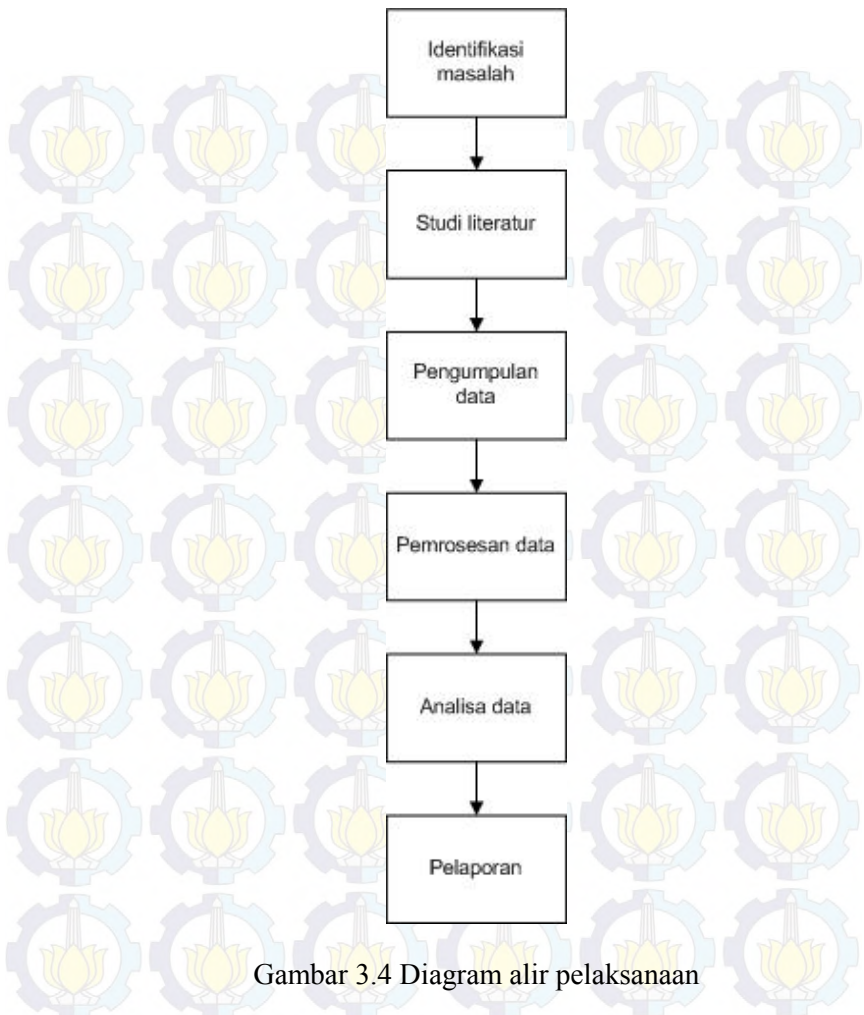 Identifikasi
masalah
Studi literatur
Pengumpulan
data
Pemrosesan data
Analisa data
Pelaporan
Gambar 3.4 Diagram alir pelaksanaan